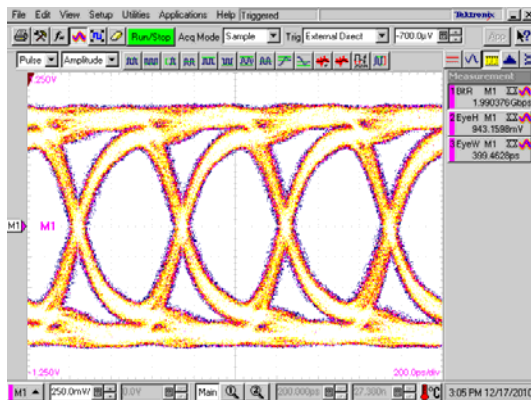 File Edit View Setup Utilities Applications Help Triggered Tektronix
Run/Stop Acq Mode Sample Trig External Direct -700.0µV App
Pulse Amplitude
Measurement
1 BitR M1
1.990376Gbps
2 EyeH M1
943.1598mV
3 EyeW M1
399.4628ps
1.250V
M1 M1
-1.250V 200.0ps/div
M1 250.0mV/ 0.0V Main 200.000ps 27.300n °C 3:05 PM 12/17/2010